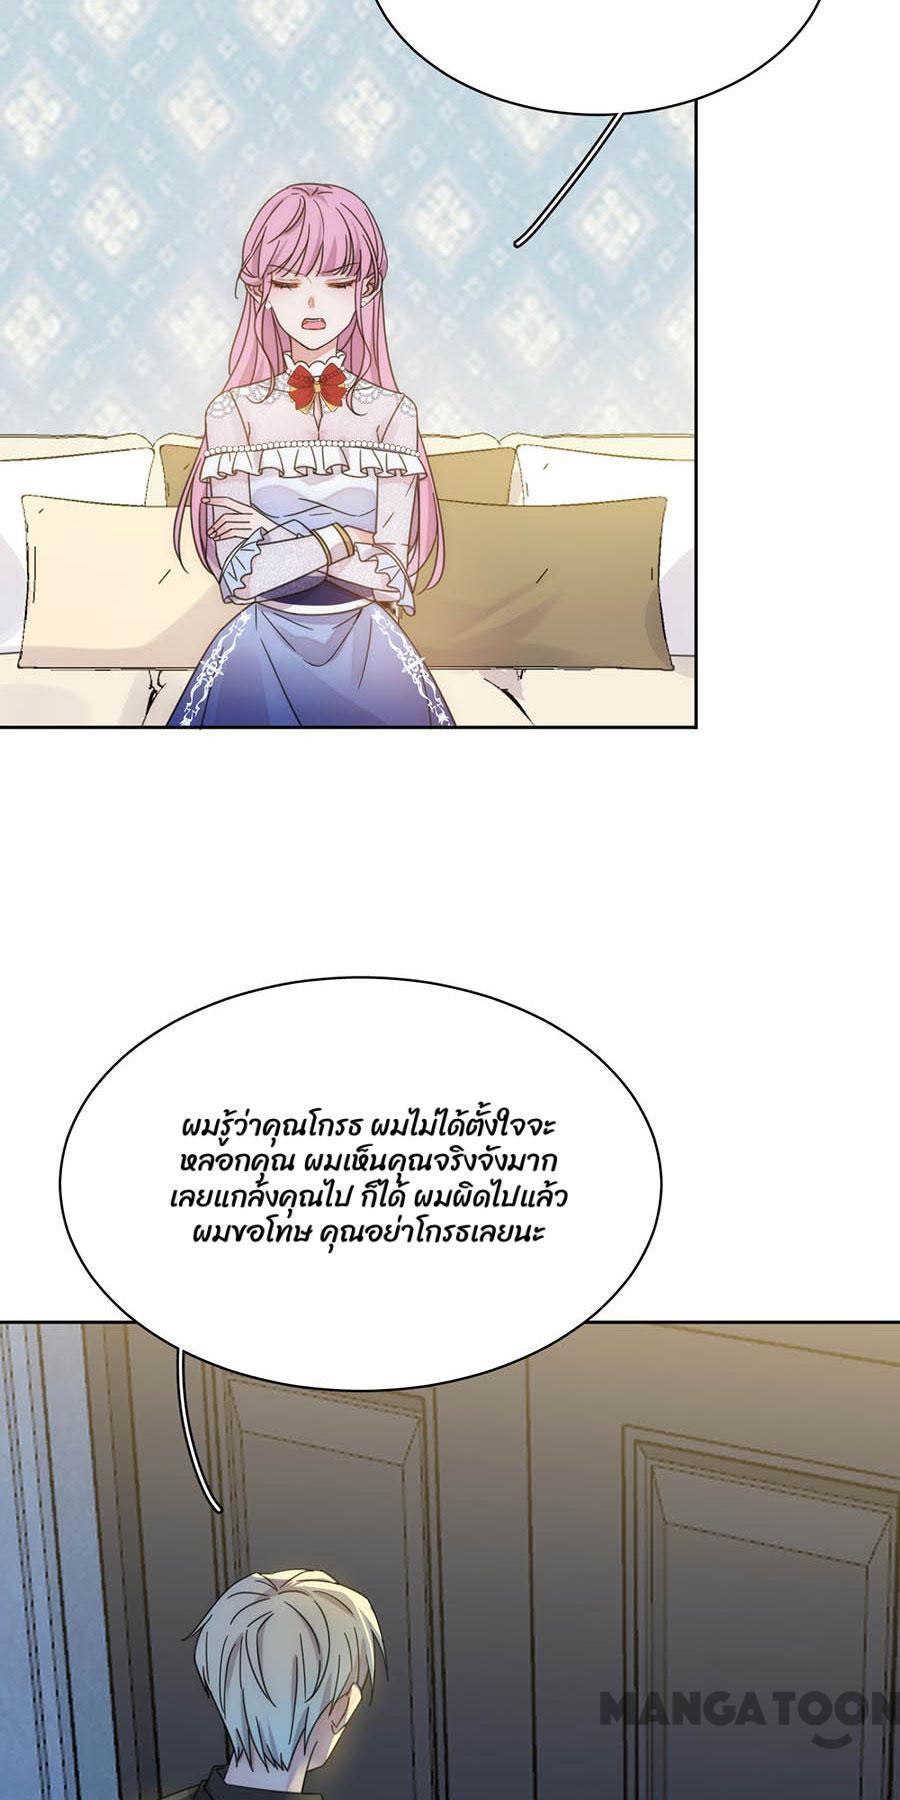 ผมรู้ว่าคุณโกรธ ผมไม่ได้ตั้งใจจะ
หลอกคุณ ผมเห็นคุณจริงจังมาก
เลยแกล้งคุณไป ก็ได้ ผมผิดไปแล้ว
ผมขอโทษ คุณอย่าโกรธเลยนะ
MANGATOON